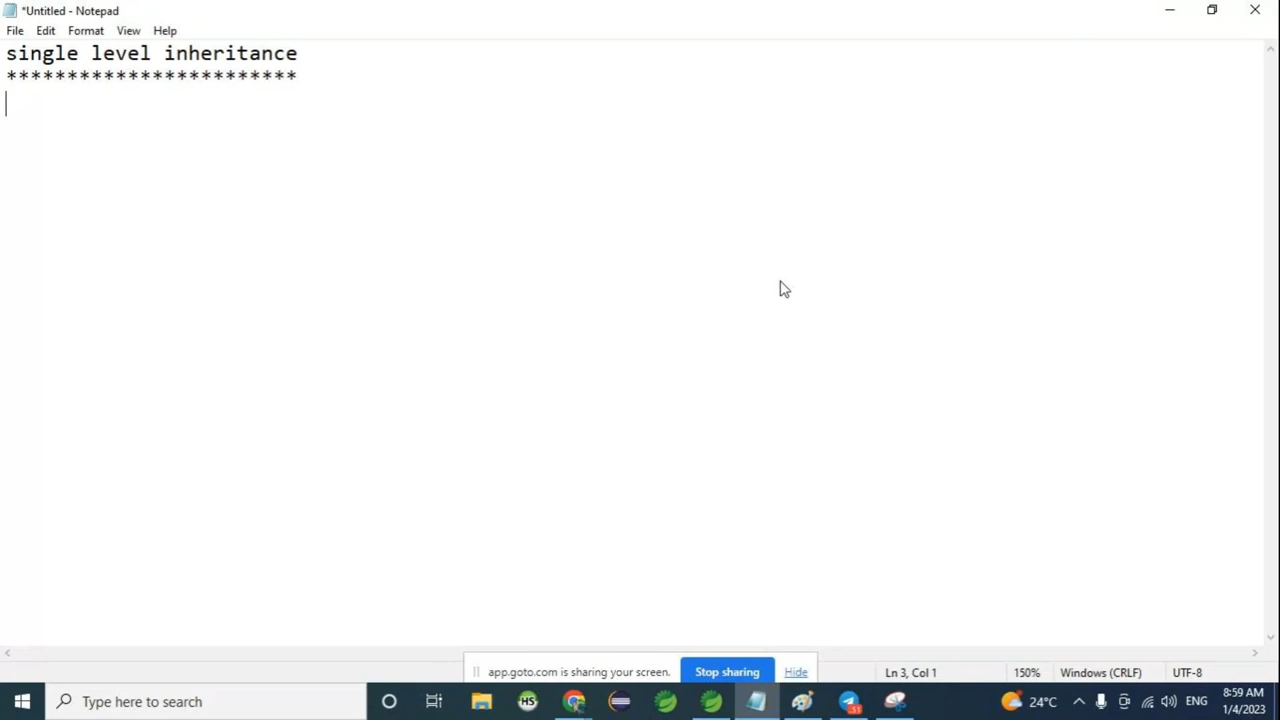 *Untitled - Notepad
File Edit Format View Help
single level inheritance
************************
app.goto.com is sharing your screen. Stop sharing Hide
Ln 3, Col 1 150% Windows (CRLF) UTF-8
Type here to search
HS
24°C ENG
8:59 AM
1/4/2023